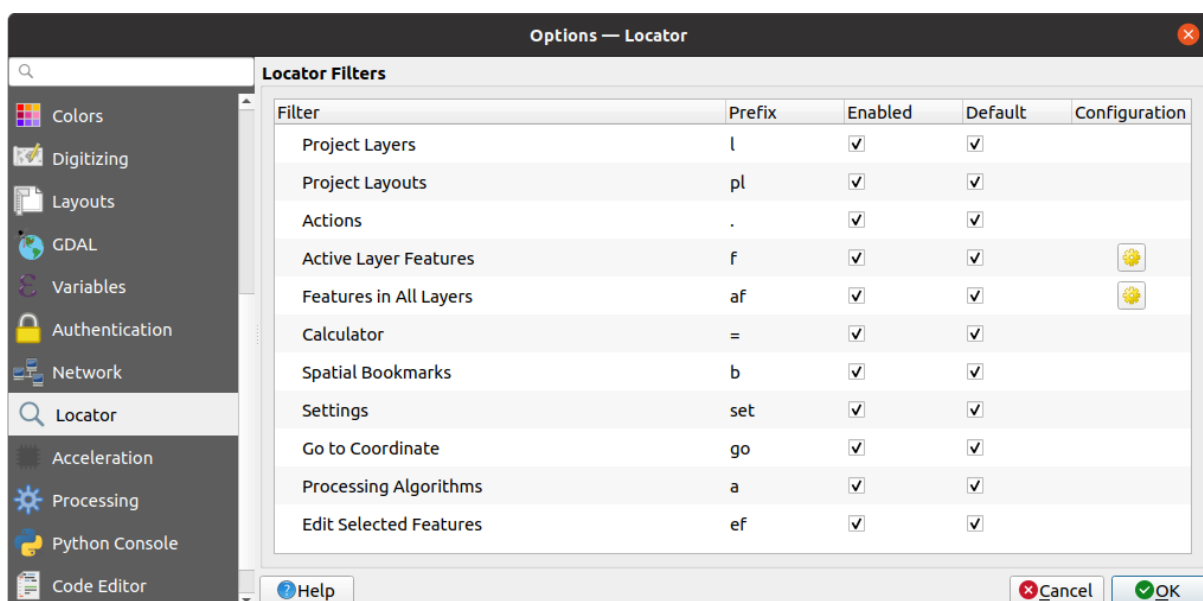 Options — Locator
Locator Filters
Colors
Digitizing
Layouts
GDAL
Variables
Authentication
Network
Locator
Acceleration
Processing
Python Console
Code Editor
Filter Prefix Enabled Default Configuration
Project Layers l
Project Layouts pl
Actions .
Active Layer Features f
Features in All Layers af
Calculator =
Spatial Bookmarks b
Settings set
Go to Coordinate go
Processing Algorithms a
Edit Selected Features ef
Help Cancel OK